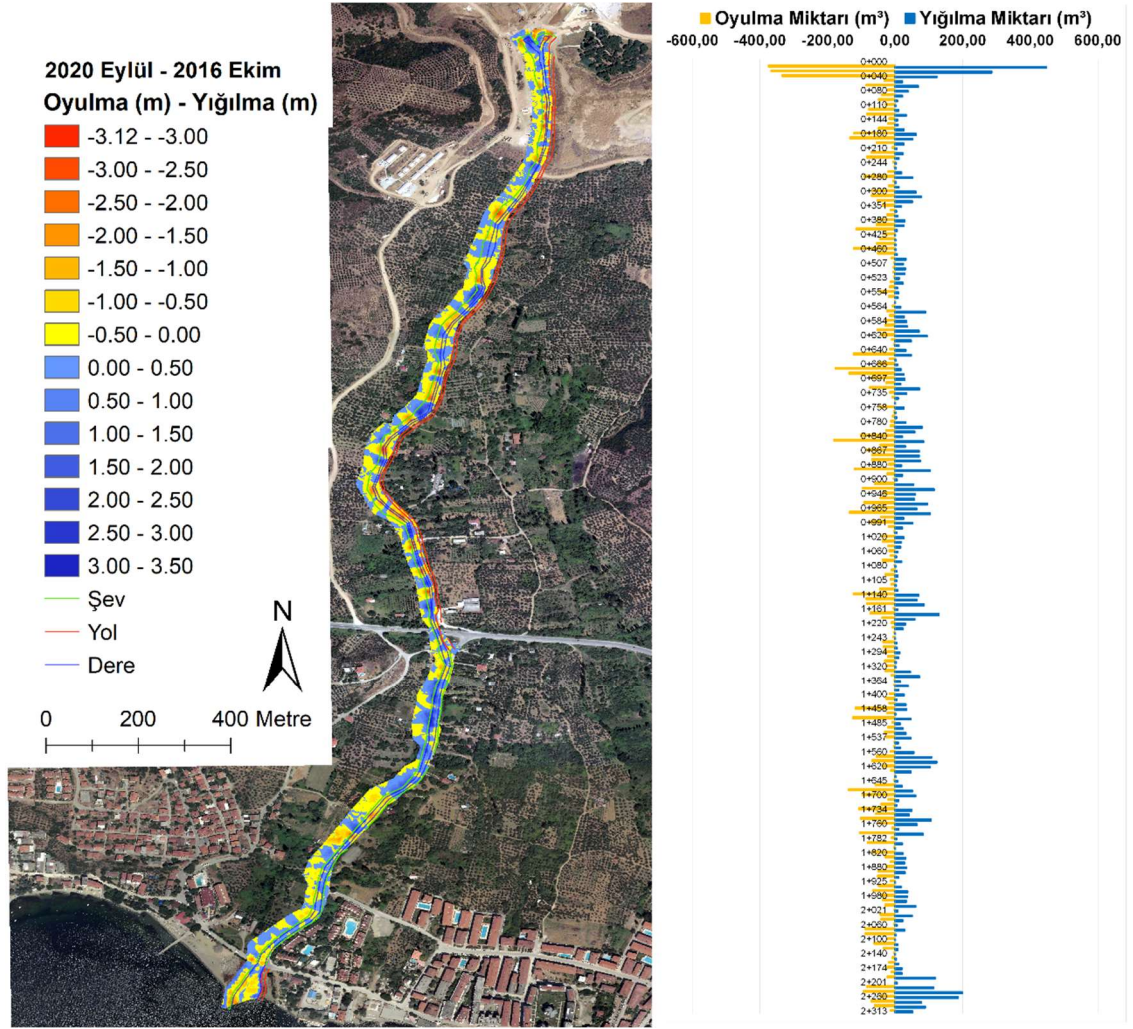 2020 Eylül - 2016 Ekim
Oyulma (m) - Yığılma (m)
-3.12 - -3.00
-3.00 - -2.50
-2.50 - -2.00
-2.00 - -1.50
-1.50 - -1.00
-1.00 - -0.50
-0.50 - 0.00
0.00 - 0.50
0.50 - 1.00
1.00 - 1.50
1.50 - 2.00
2.00 - 2.50
2.50 - 3.00
3.00 - 3.50
Şev
Yol
Dere
N
0 200 400 Metre
Oyulma Miktarı (m³) Yığılma Miktarı (m³)
-600,00 -400,00 -200,00 0,00 200,00 400,00 600,00
0+000
0+040
0+080
0+110
0+144
0+180
0+210
0+244
0+280
0+300
0+351
0+380
0+425
0+460
0+507
0+523
0+554
0+564
0+584
0+620
0+640
0+666
0+697
0+735
0+758
0+780
0+840
0+867
0+880
0+900
0+946
0+965
0+991
1+020
1+060
1+080
1+105
1+140
1+161
1+220
1+243
1+294
1+320
1+364
1+400
1+458
1+485
1+537
1+560
1+620
1+645
1+700
1+734
1+760
1+782
1+820
1+880
1+925
1+980
2+021
2+060
2+100
2+140
2+174
2+201
2+260
2+313